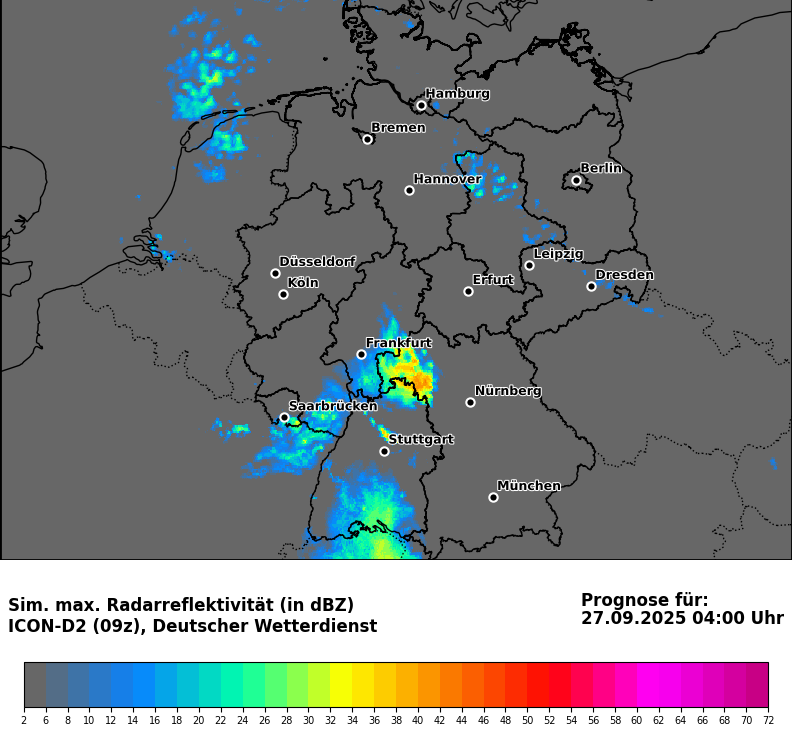 Hamburg
Bremen
Berlin
Hannover
Leipzig
Düsseldorf
Dresden
Köln
Erfurt
Frankfurt
Nürnberg
Saarbrücken
Stuttgart
München
Sim. max. Radarreflektivität (in dBZ)
ICON-D2 (09z), Deutscher Wetterdienst
Prognose für:
27.09.2025 04:00 Uhr
2 6 8 10 12 14 16 18 20 22 24 26 28 30 32 34 36 38 40 42 44 46 48 50 52 54 56 58 60 62 64 66 68 70 72